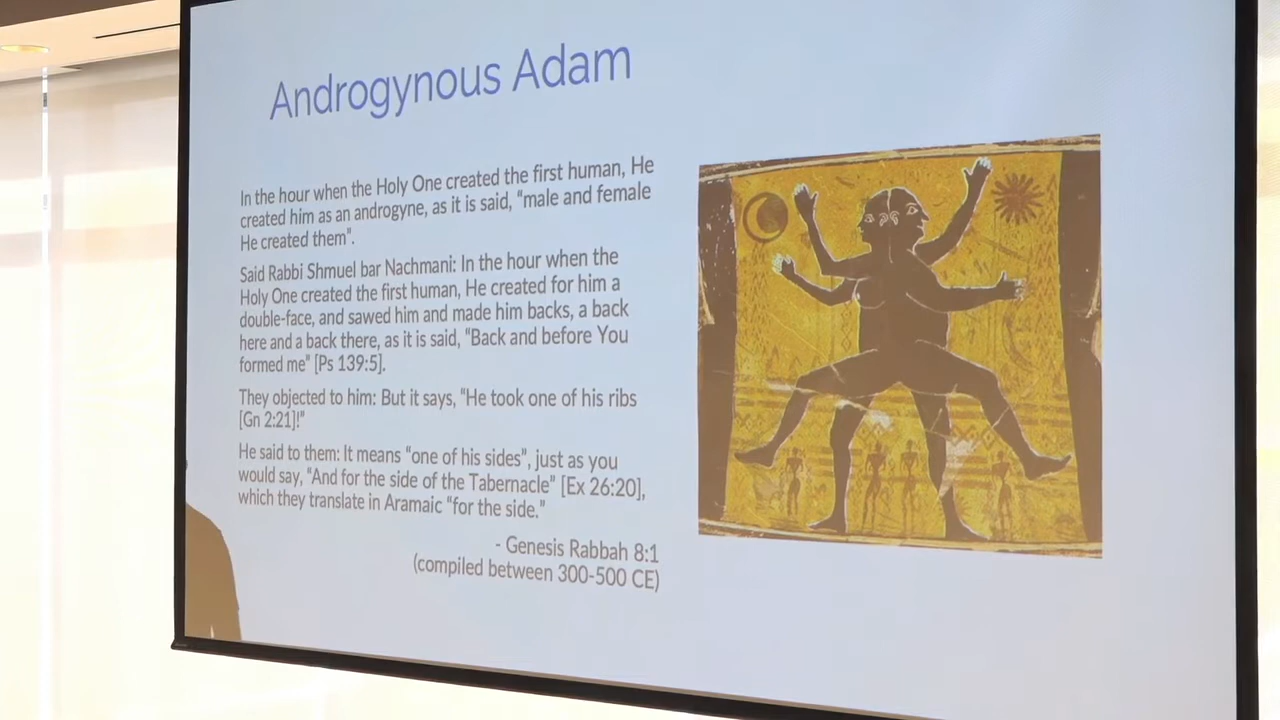 Androgynous Adam
In the hour when the Holy One created the first human, He
created him as an androgyne, as it is said, "male and female
He created them".
Said Rabbi Shmuel bar Nachmani: In the hour when the
Holy One created the first human, He created for him a
double-face, and sawed him and made him backs, a back
here and a back there, as it is said, "Back and before You
formed me" [Ps 139:5].
They objected to him: But it says, "He took one of his ribs
[Gn 2:21]!"
He said to them: It means "one of his sides", just as you
would say, "And for the side of the Tabernacle" [Ex 26:20],
which they translate in Aramaic "for the side."
- Genesis Rabbah 8:1
(compiled between 300-500 CE)